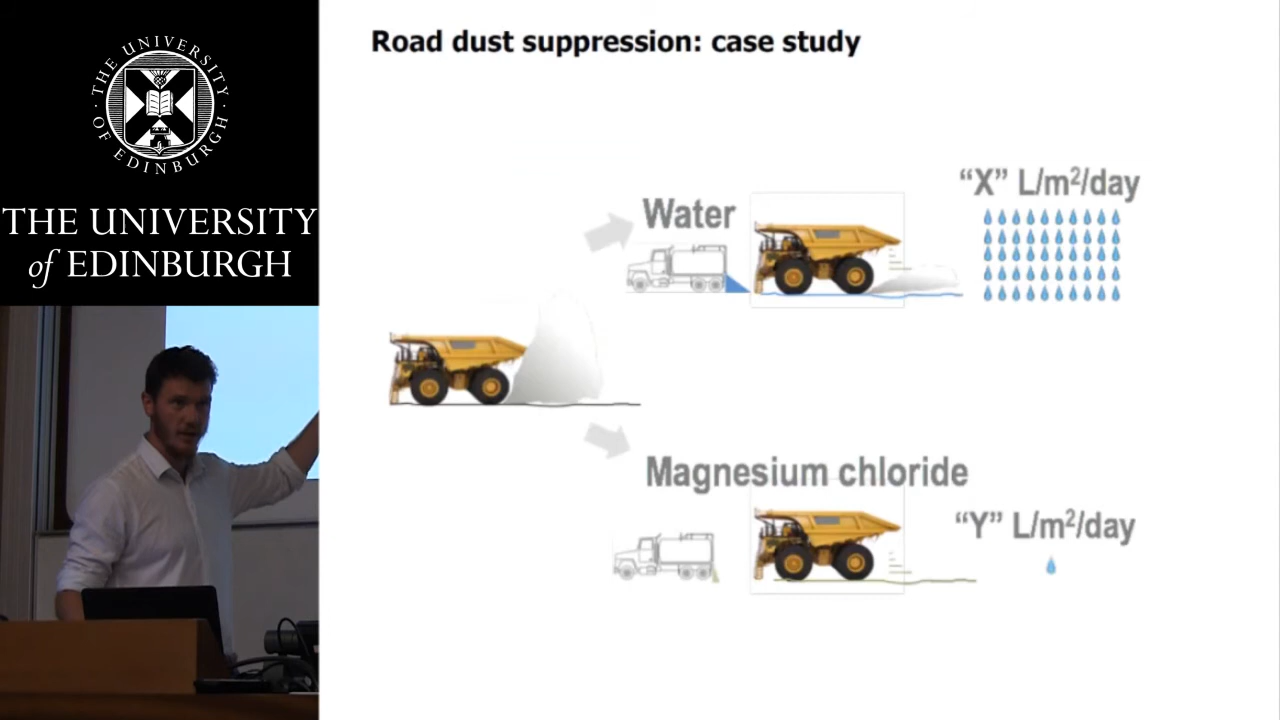 THE UNIVERSITY OF EDINBURGH
THE UNIVERSITY
of EDINBURGH
Road dust suppression: case study
Water
“X” L/m²/day
Magnesium chloride
“Y” L/m²/day